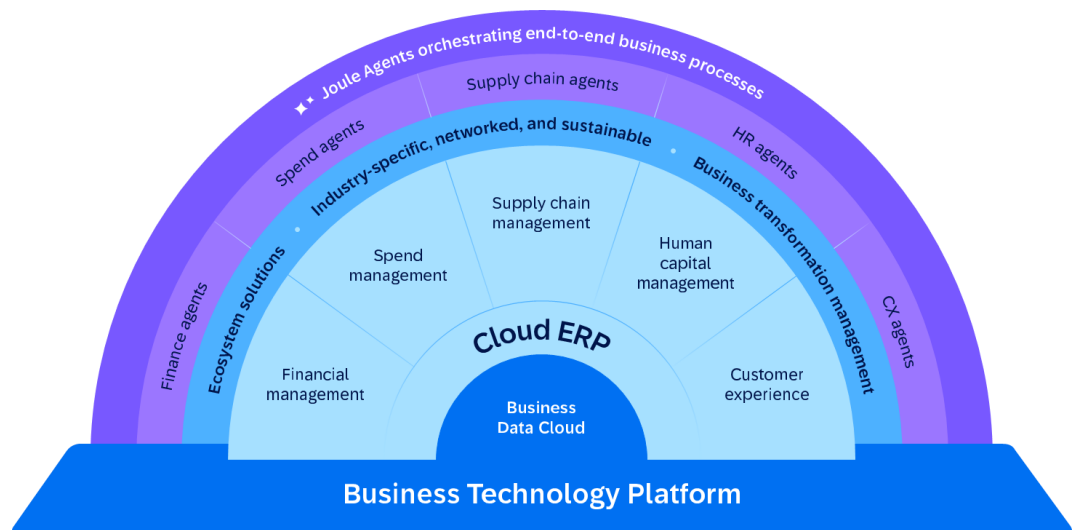 Joule Agents orchestrating end-to-end business processes
Finance agents
Spend agents
Supply chain agents
HR agents
CX agents
Ecosystem solutions • Industry-specific, networked, and sustainable • Business transformation management
Financial
management
Spend
management
Supply chain
management
Human
capital
management
Customer
experience
Cloud ERP
Business
Data Cloud
Business Technology Platform